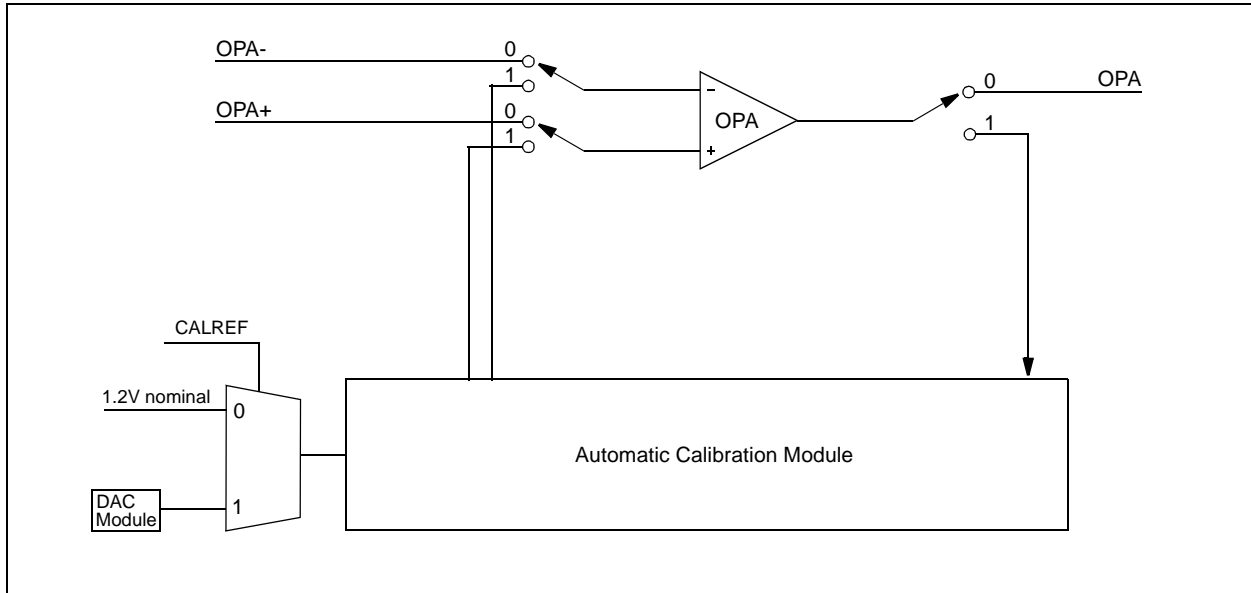 OPA-
0
1
OPA+
0
1
−
OPA
+
0
OPA
1
CALREF
1.2V nominal
0
DAC
Module
1
Automatic Calibration Module